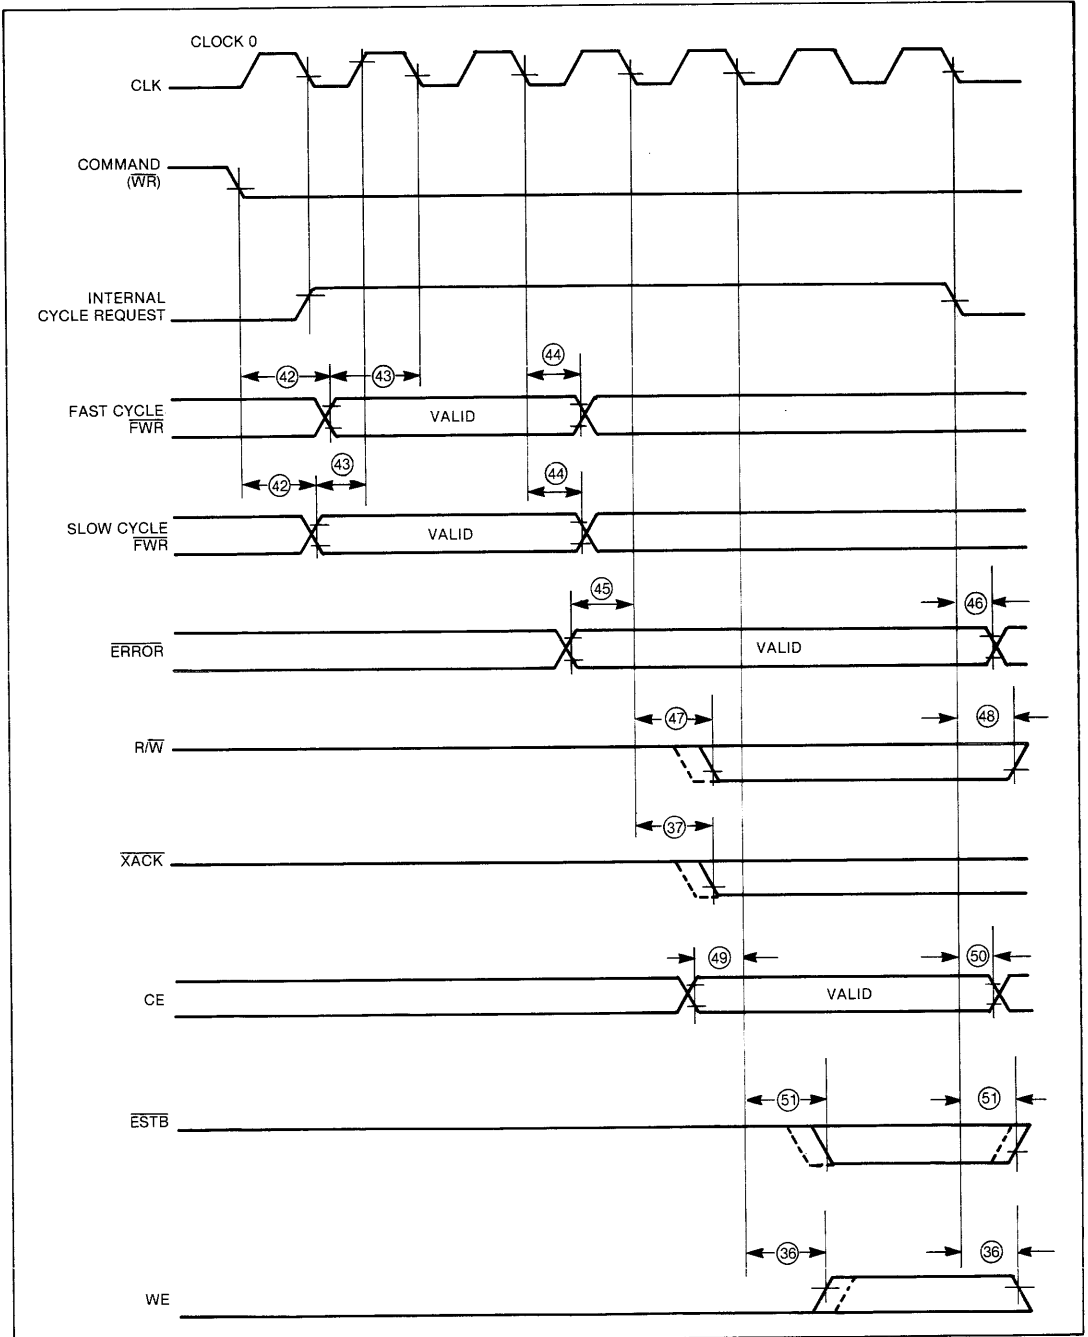 CLOCK 0
CLK
COMMAND
(WR)
INTERNAL
CYCLE REQUEST
42
43
44
FAST CYCLE
FWR
VALID
42
43
44
SLOW CYCLE
FWR
VALID
45
46
ERROR
VALID
47
48
R/W
37
XACK
49
50
CE
VALID
51
51
ESTB
36
36
WE